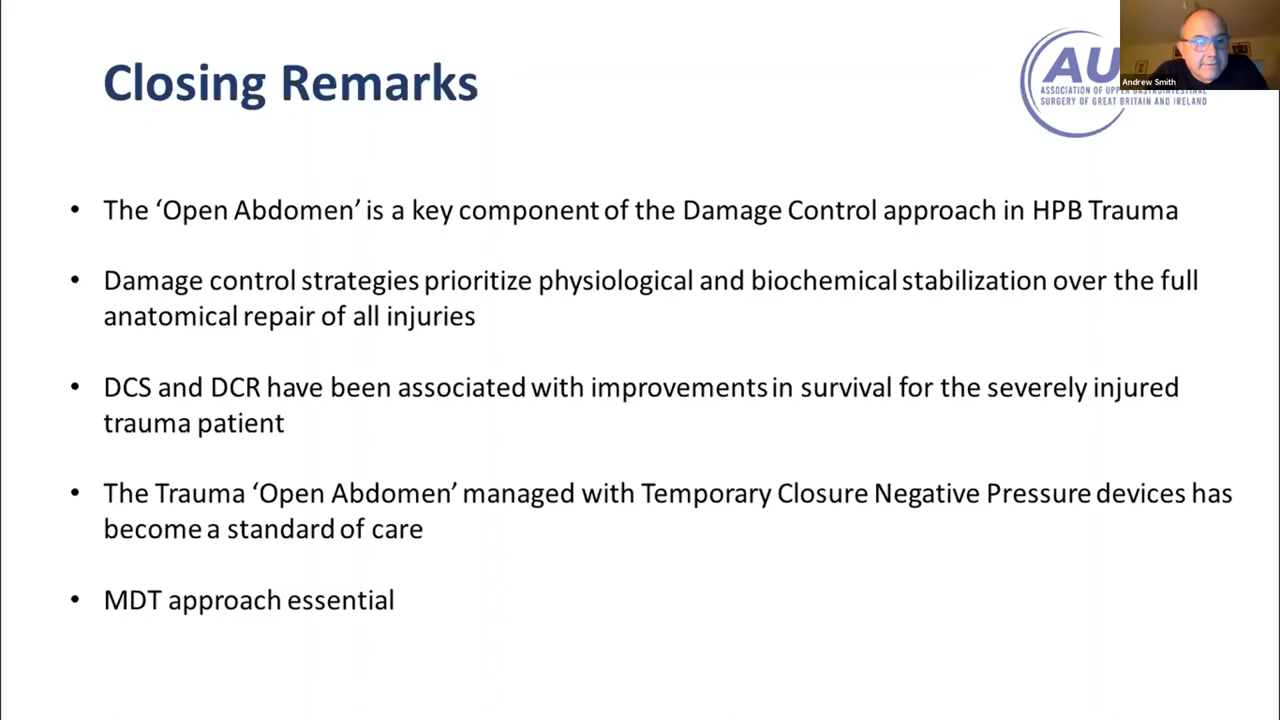 Closing Remarks
AU
ASSOCIATION OF UPPER GASTROINTESTINAL
SURGERY OF GREAT BRITAIN AND IRELAND
Andrew Smith
• The ‘Open Abdomen’ is a key component of the Damage Control approach in HPB Trauma
• Damage control strategies prioritize physiological and biochemical stabilization over the full
anatomical repair of all injuries
• DCS and DCR have been associated with improvements in survival for the severely injured
trauma patient
• The Trauma ‘Open Abdomen’ managed with Temporary Closure Negative Pressure devices has
become a standard of care
• MDT approach essential